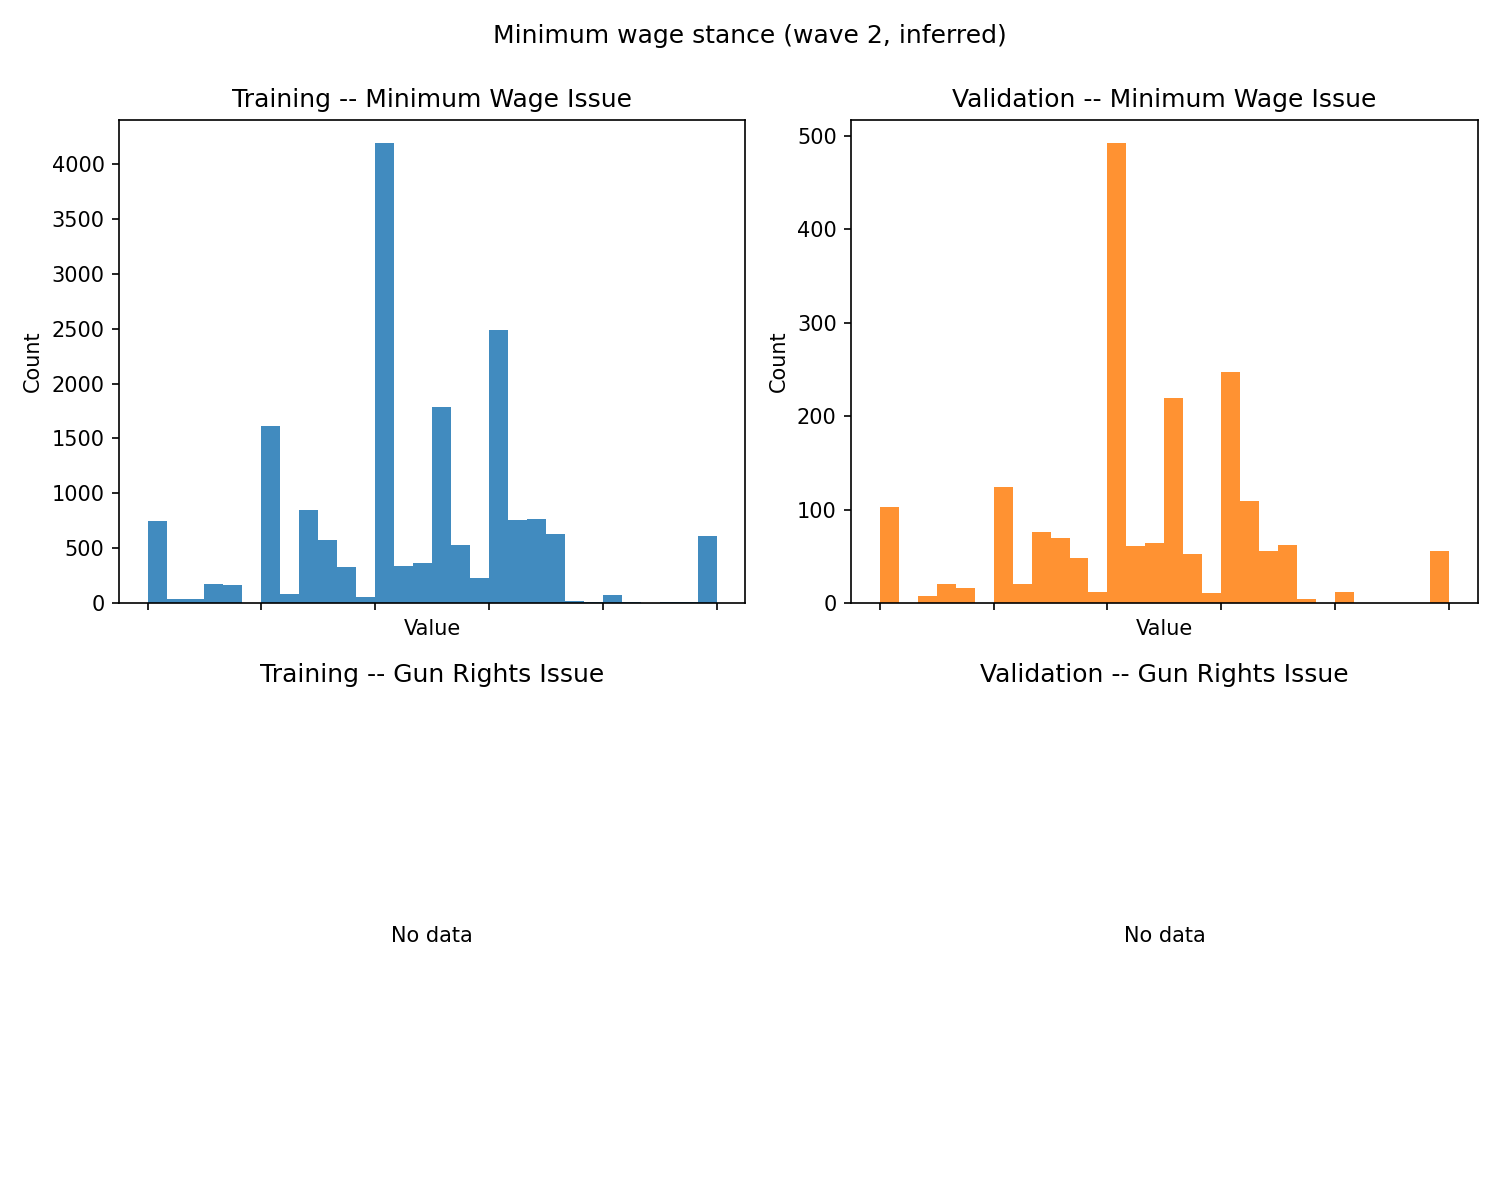 Minimum wage stance (wave 2, inferred)
Training -- Minimum Wage Issue
Validation -- Minimum Wage Issue
4000
3500
3000
2500
2000
1500
1000
500
0
Count
Value
500
400
300
200
100
0
Count
Value
Training -- Gun Rights Issue
Validation -- Gun Rights Issue
No data
No data